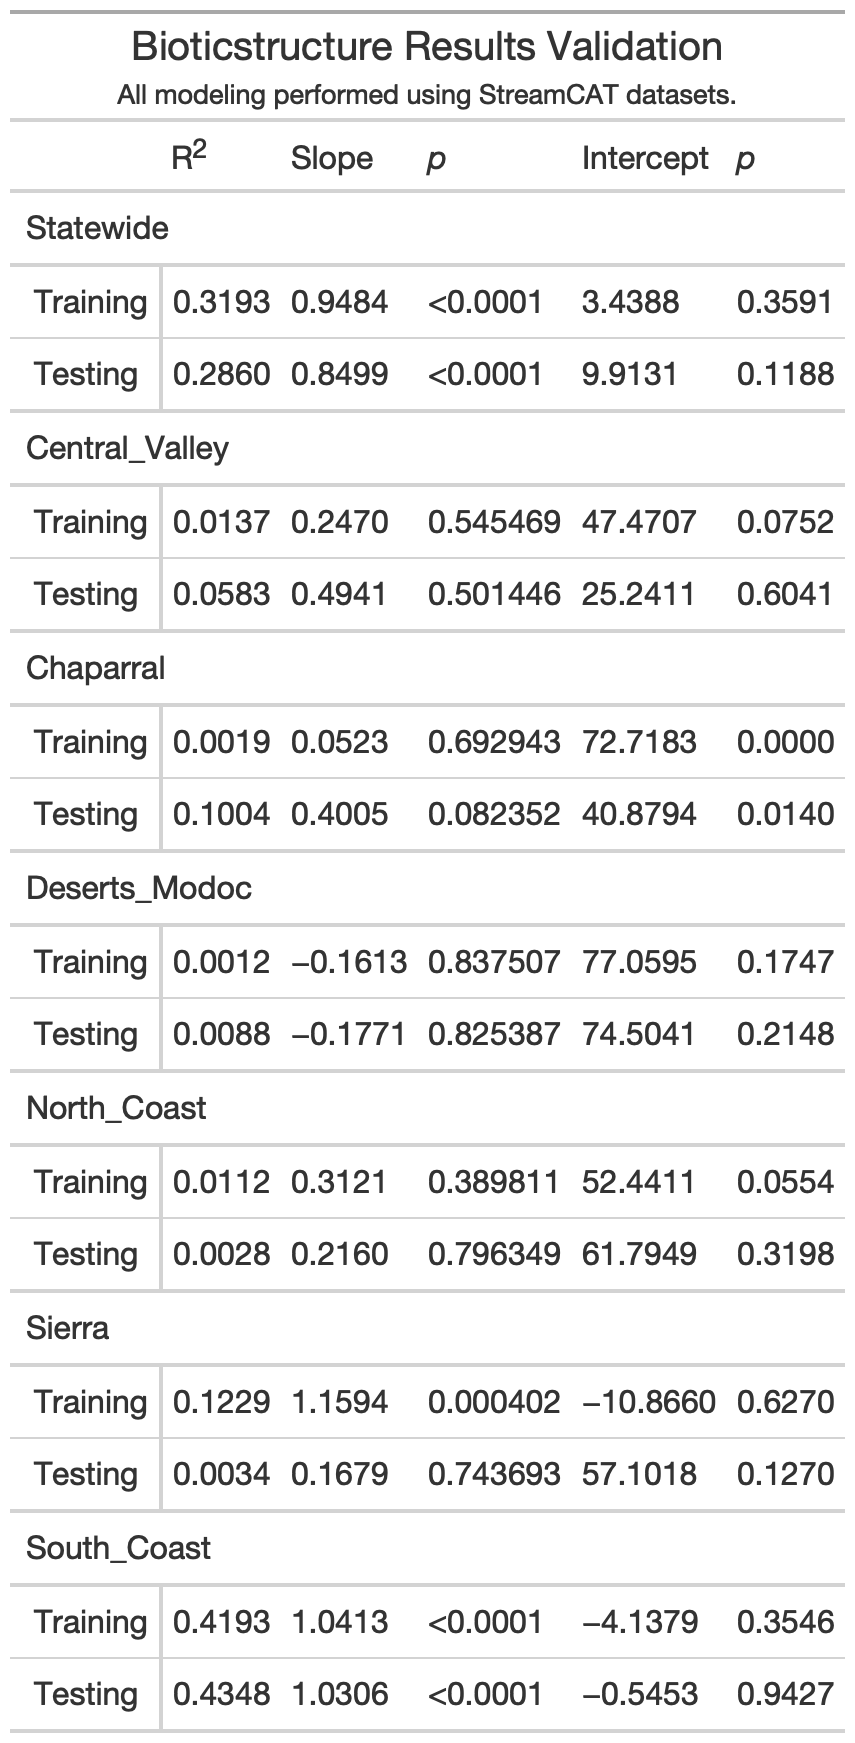 Bioticstructure Results Validation
All modeling performed using StreamCAT datasets.
R2 Slope p Intercept p
Statewide
Training 0.3193 0.9484 <0.0001 3.4388 0.3591
Testing 0.2860 0.8499 <0.0001 9.9131 0.1188
Central_Valley
Training 0.0137 0.2470 0.545469 47.4707 0.0752
Testing 0.0583 0.4941 0.501446 25.2411 0.6041
Chaparral
Training 0.0019 0.0523 0.692943 72.7183 0.0000
Testing 0.1004 0.4005 0.082352 40.8794 0.0140
Deserts_Modoc
Training 0.0012 −0.1613 0.837507 77.0595 0.1747
Testing 0.0088 −0.1771 0.825387 74.5041 0.2148
North_Coast
Training 0.0112 0.3121 0.389811 52.4411 0.0554
Testing 0.0028 0.2160 0.796349 61.7949 0.3198
Sierra
Training 0.1229 1.1594 0.000402 −10.8660 0.6270
Testing 0.0034 0.1679 0.743693 57.1018 0.1270
South_Coast
Training 0.4193 1.0413 <0.0001 −4.1379 0.3546
Testing 0.4348 1.0306 <0.0001 −0.5453 0.9427